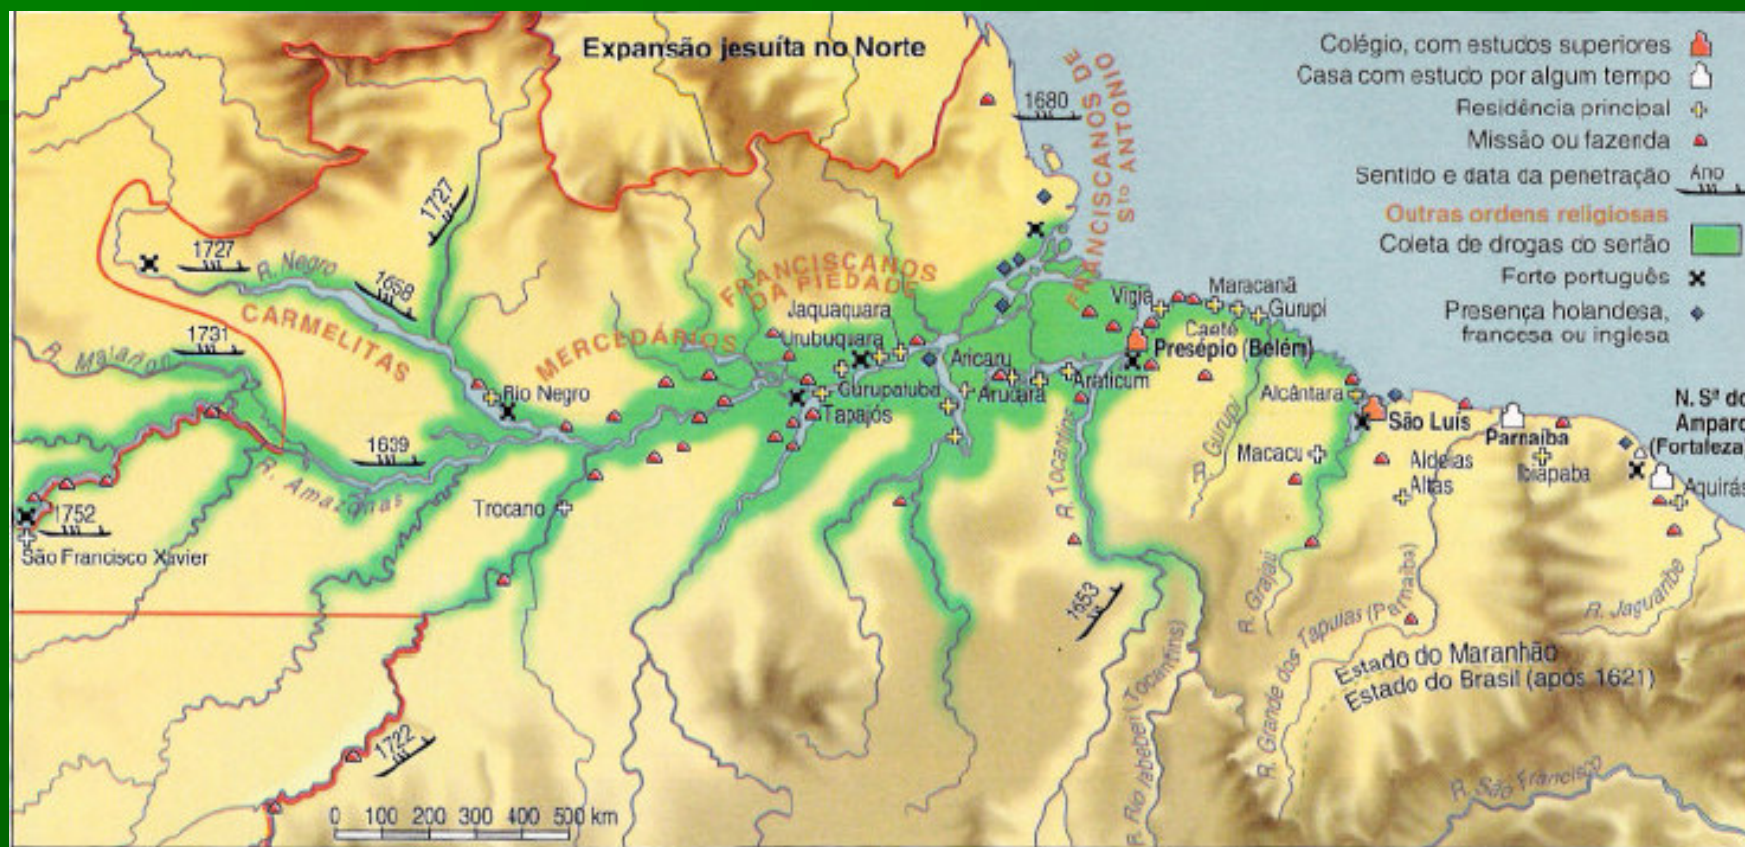 Expansão jesuíta no Norte
Colégio, com estudos superiores
Casa com estudo por algum tempo
Residência principal
Missão ou fazenda
Sentido e data da penetração
Ano
Outras ordens religiosas
Coleta de drogas do sertão
Forte português
Presença holandesa,
francesa ou inglesa
1680
FRANCISCANOS DE
Sto ANTONIO
1727
1727
R. Negro
1658
CARMELITAS
1731
R. Marañon
FRANCISCANOS
DA PIEDADE
MERCEDÁRIOS
Jaquaquara
Urubuquara
Rio Negro
Gurupatuba
Tapajós
Aricaru
Arucará
Araticum
Vigia
Maracanã
Gurupi
Caeté
Presépio (Belém)
Alcântara
São Luís
Parnaíba
N. Sª do
Amparo
(Fortaleza)
Macacu
Aldeias
Altas
Ibiapaba
Aquirás
1639
R. Amazonas
Trocano
1752
São Francisco Xavier
R. Tocantins
R. Gurupi
R. Grajaú
1653
R. Grande dos Tapuias (Parnaíba)
R. Jaguaribe
Estado do Maranhão
Estado do Brasil (após 1621)
R. São Francisco
1722
0 100 200 300 400 500 km